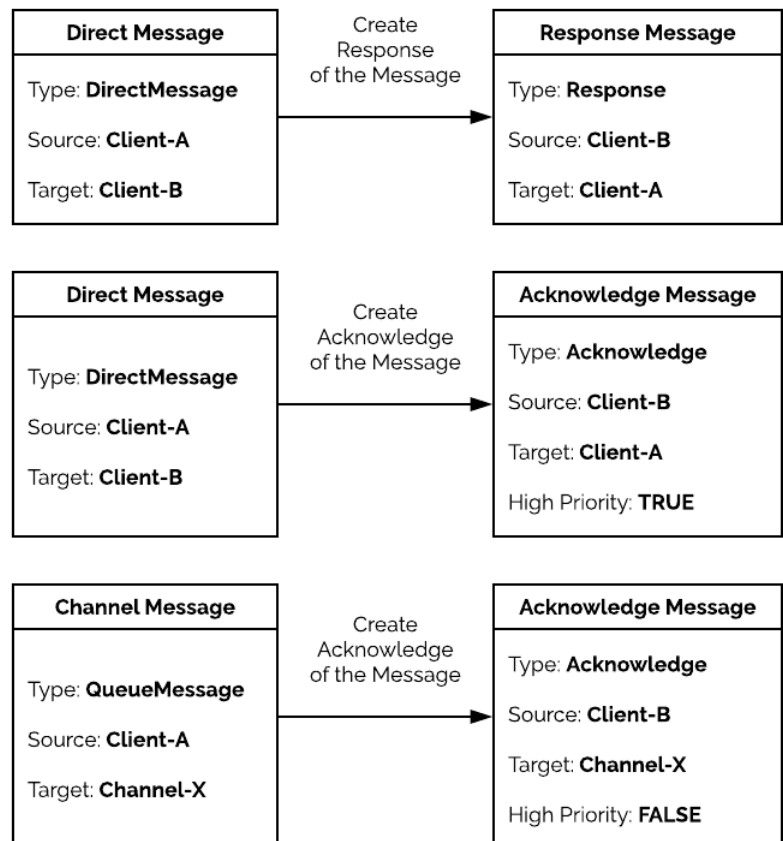 Direct Message
Type: DirectMessage
Source: Client-A
Target: Client-B
Create
Response
of the Message
Response Message
Type: Response
Source: Client-B
Target: Client-A
Direct Message
Type: DirectMessage
Source: Client-A
Target: Client-B
Create
Acknowledge
of the Message
Acknowledge Message
Type: Acknowledge
Source: Client-B
Target: Client-A
High Priority: TRUE
Channel Message
Type: QueueMessage
Source: Client-A
Target: Channel-X
Create
Acknowledge
of the Message
Acknowledge Message
Type: Acknowledge
Source: Client-B
Target: Channel-X
High Priority: FALSE